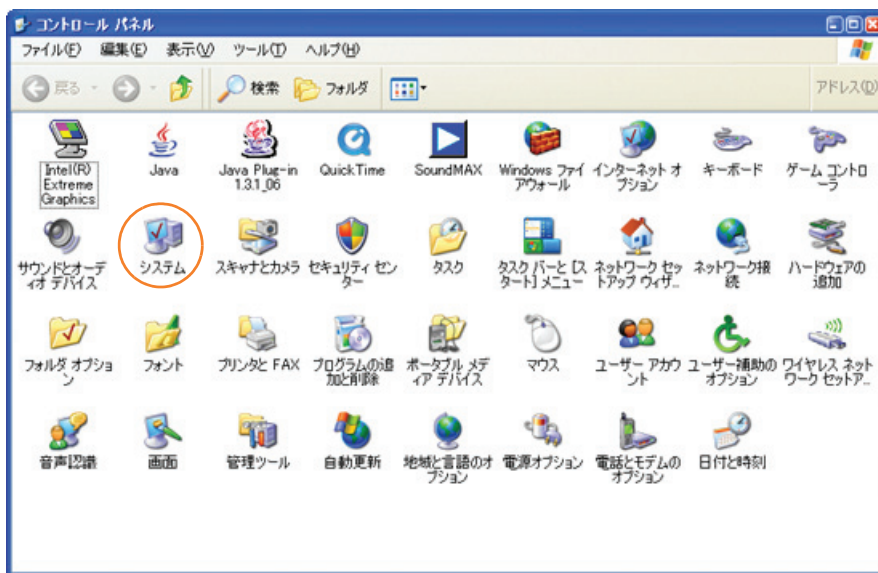 コントロール パネル
ファイル(F) 編集(E) 表示(V) ツール(T) ヘルプ(H)
戻る 検索 フォルダ アドレス(D)
Intel(R)
Extreme
Graphics
Java
Java Plug-in
1.3.1_06
QuickTime
SoundMAX
Windows ファイ
アウォール
インターネット オ
プション
キーボード
ゲーム コントロ
ーラ
サウンドとオーデ
ィオ デバイス
システム
スキャナとカメラ
セキュリティ セン
ター
タスク
タスク バーと [ス
タート] メニュー
ネットワーク セッ
トアップ ウィザ...
ネットワーク接
続
ハードウェアの
追加
フォルダ オプショ
ン
フォント
プリンタと FAX
プログラムの追
加と削除
ポータブル メデ
ィア デバイス
マウス
ユーザー アカウ
ント
ユーザー補助の
オプション
ワイヤレス ネット
ワーク セットア...
音声認識
画面
管理ツール
自動更新
地域と言語のオ
プション
電源オプション
電話とモデムの
オプション
日付と時刻